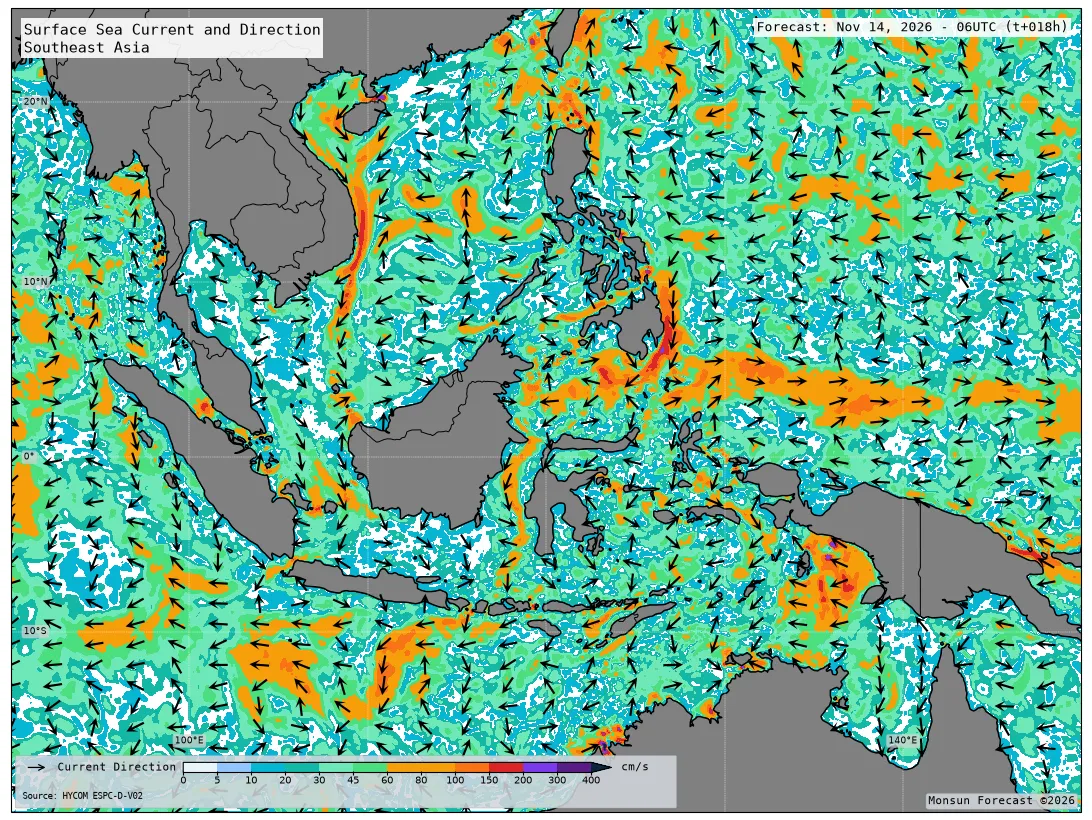 Surface Sea Current and Direction
Southeast Asia
Forecast: Nov 14, 2026 - 06UTC (t+018h)
20°N
10°N
0°
10°S
100°E
140°E
Current Direction
cm/s
0 5 10 20 30 45 60 80 100 150 200 300 400
Source: HYCOM ESPC-D-V02
Monsun Forecast ©2026